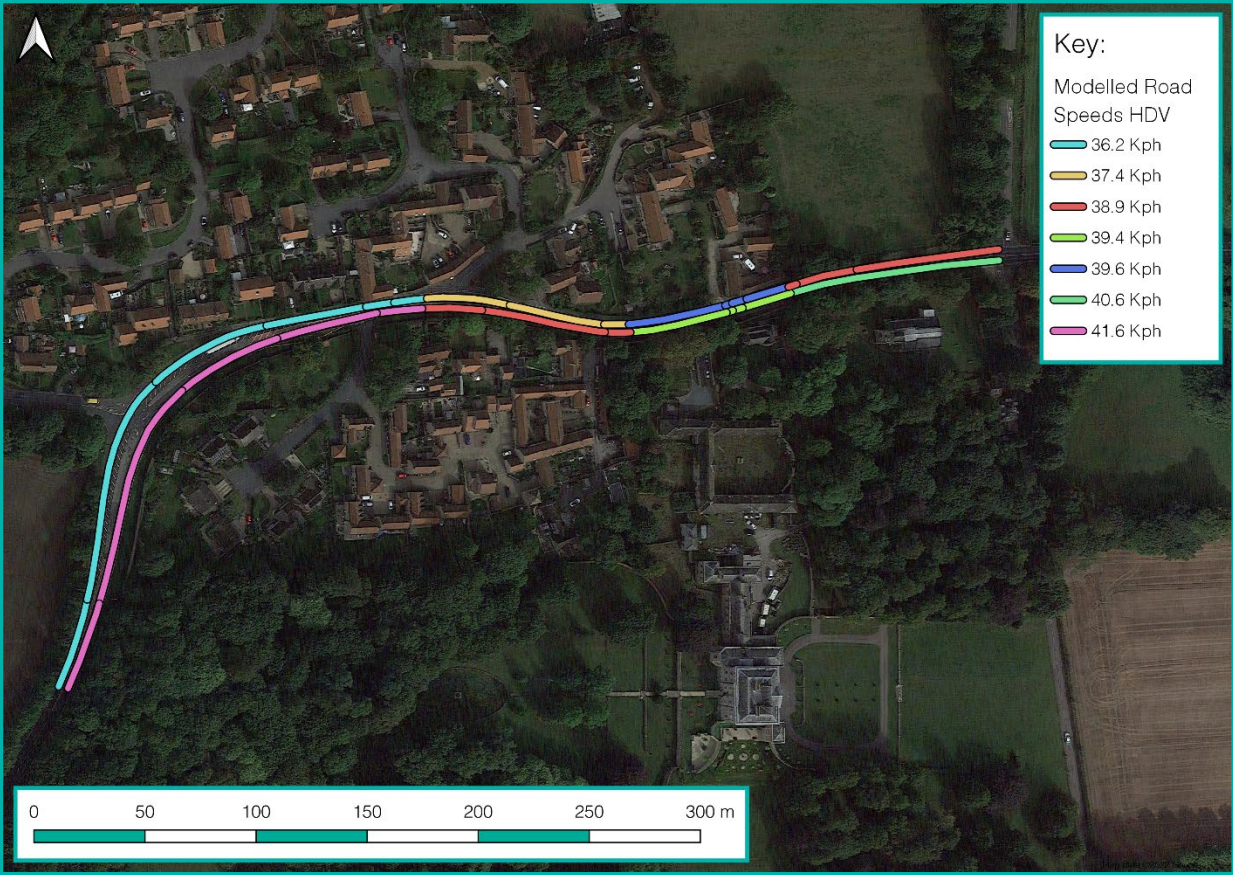 Key:
Modelled Road
Speeds HDV
36.2 Kph
37.4 Kph
38.9 Kph
39.4 Kph
39.6 Kph
40.6 Kph
41.6 Kph
0 50 100 150 200 250 300 m